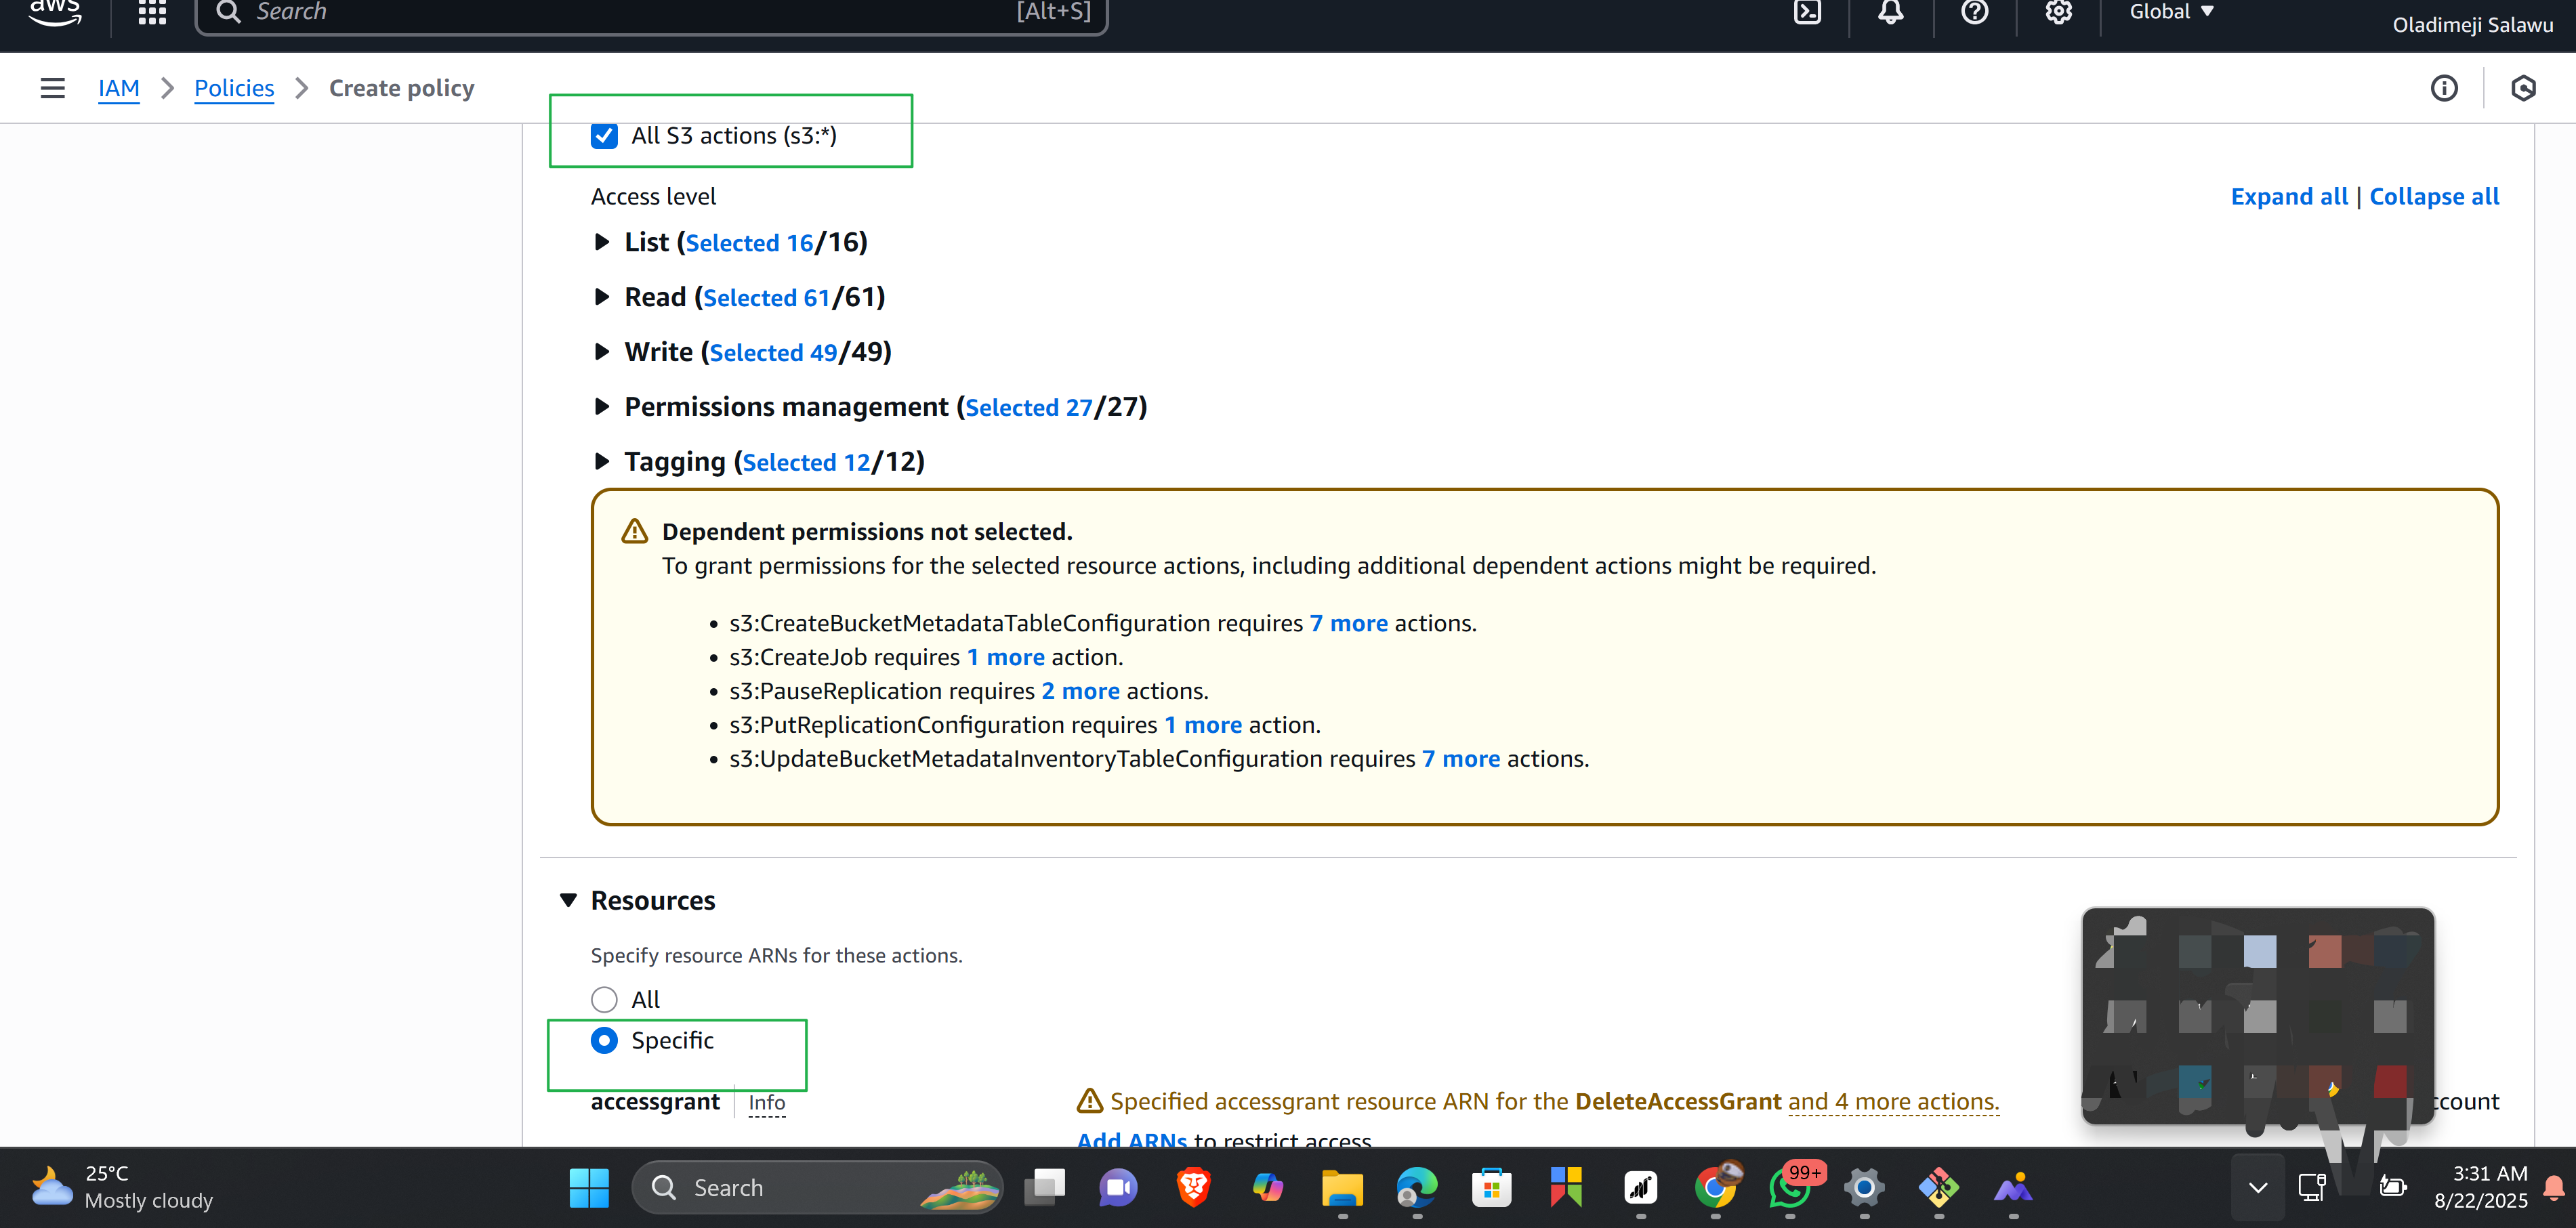 aws
Search [Alt+S]
Global
Oladimeji Salawu
IAM Policies Create policy
All S3 actions (s3:*)
Access level
Expand all | Collapse all
List (Selected 16/16)
Read (Selected 61/61)
Write (Selected 49/49)
Permissions management (Selected 27/27)
Tagging (Selected 12/12)
Dependent permissions not selected.
To grant permissions for the selected resource actions, including additional dependent actions might be required.
• s3:CreateBucketMetadataTableConfiguration requires 7 more actions.
• s3:CreateJob requires 1 more action.
• s3:PauseReplication requires 2 more actions.
• s3:PutReplicationConfiguration requires 1 more action.
• s3:UpdateBucketMetadataInventoryTableConfiguration requires 7 more actions.
Resources
Specify resource ARNs for these actions.
All
Specific
accessgrant Info
Specified accessgrant resource ARN for the DeleteAccessGrant and 4 more actions.
Add ARNs to restrict access
25°C
Mostly cloudy
Search
99+
3:31 AM
8/22/2025